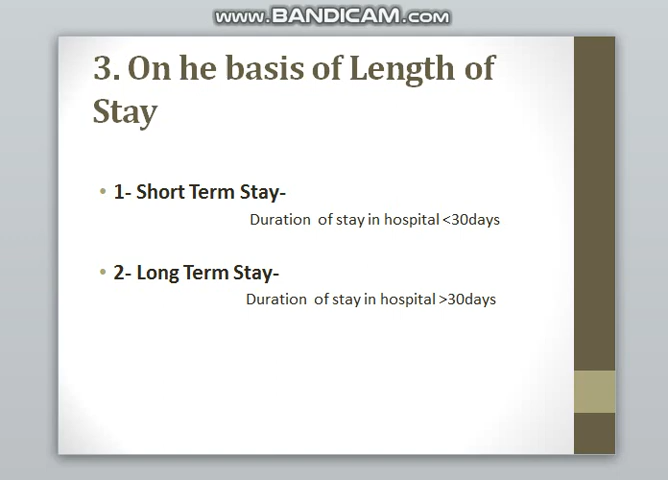 www.BANDICAM.com
3. On he basis of Length of
Stay
• 1- Short Term Stay-
Duration of stay in hospital <30days
• 2- Long Term Stay-
Duration of stay in hospital >30days